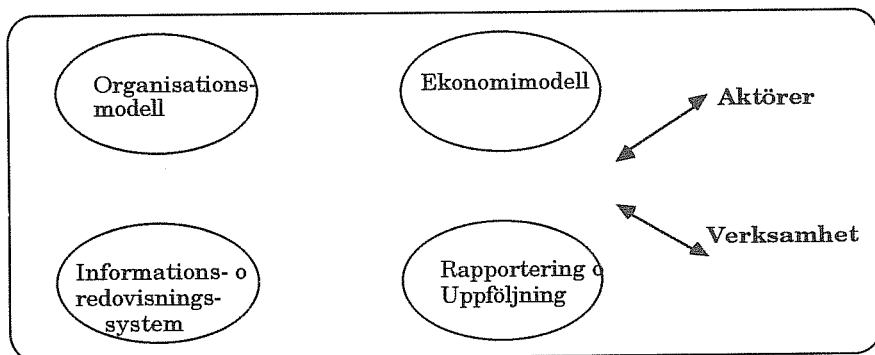 Organisations-
modell
Ekonomimodell
Aktörer
Verksamhet
Informations- o
redovisnings-
system
Rapportering o
Uppföljning